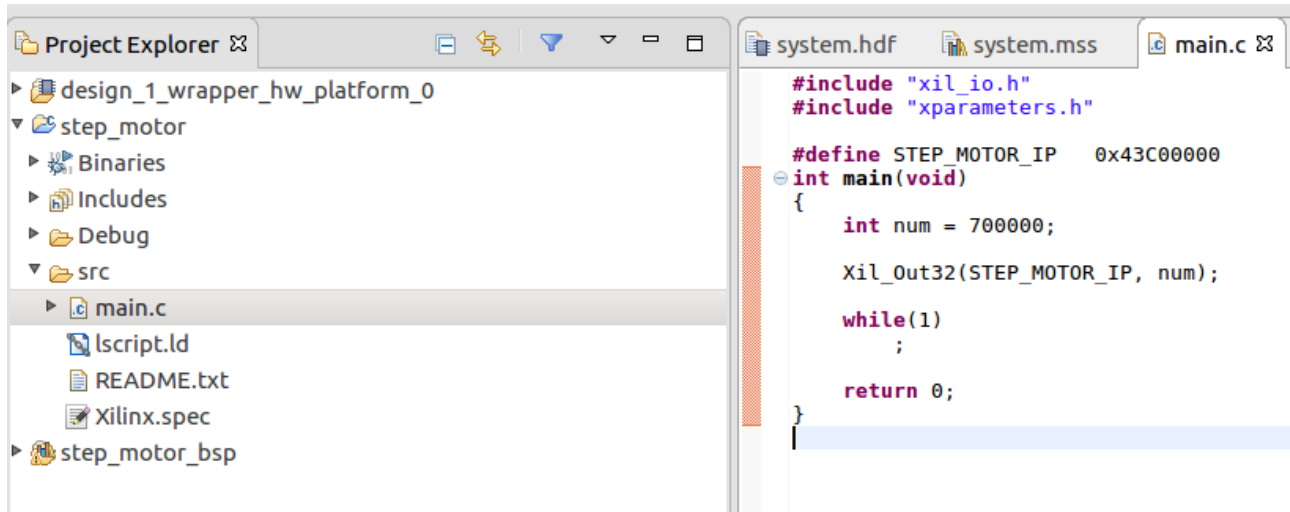 Project Explorer
design_1_wrapper_hw_platform_0
step_motor
Binaries
Includes
Debug
src
main.c
lscript.ld
README.txt
Xilinx.spec
step_motor_bsp
system.hdf system.mss main.c
#include "xil_io.h"
#include "xparameters.h"
#define STEP_MOTOR_IP 0x43C00000
int main(void)
{
int num = 700000;
Xil_Out32(STEP_MOTOR_IP, num);
while(1)
;
return 0;
}